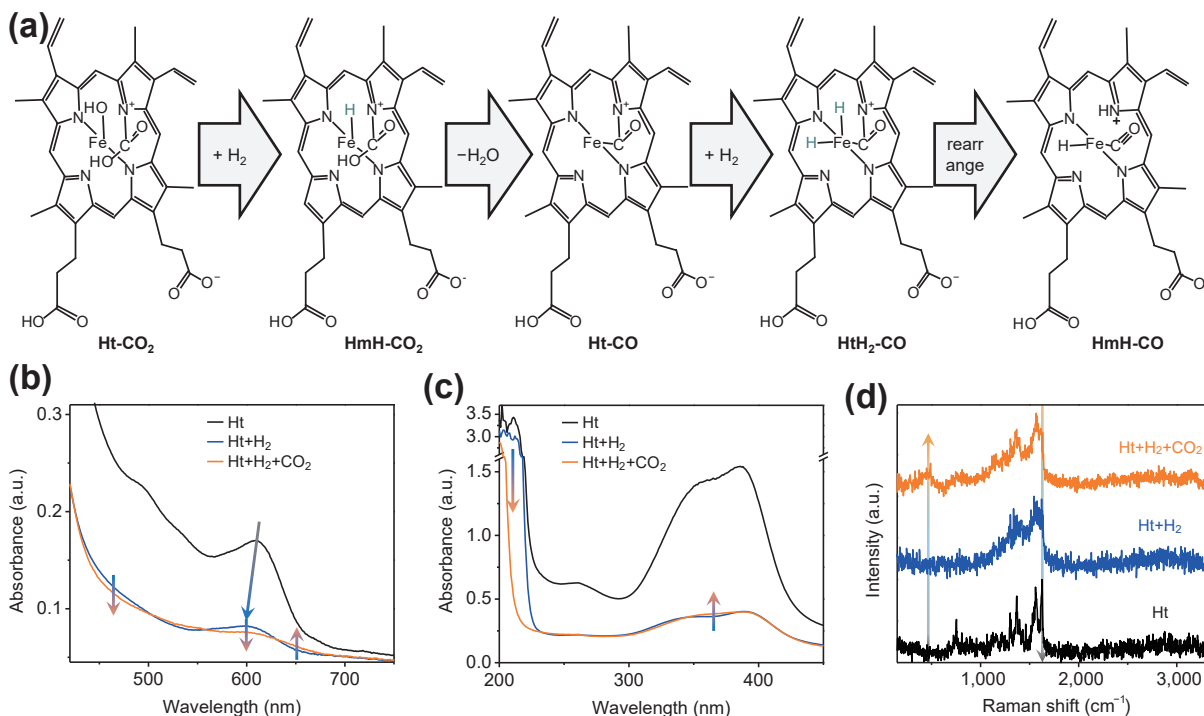 (a)
HO
N⁺
N
Fe
O
C
HO
N
N
O
O⁻
HO
O
Ht-CO₂
+ H₂
H
N⁺
N
Fe
O
C
HO
N
N
O
O⁻
HO
O
HmH-CO₂
−H₂O
N⁺
N
O
Fe
C
N
N
O
O⁻
HO
O
Ht-CO
+ H₂
H
N⁺
N
O
H
Fe
C
N
N
O
O⁻
HO
O
HtH₂-CO
rearr
ange
HN
+
N
O
H
Fe
C
N
N
O
O⁻
HO
O
HmH-CO
(b)
Ht
Ht+H₂
Ht+H₂+CO₂
0.3
0.2
0.1
Absorbance (a.u.)
500
600
700
Wavelength (nm)
(c)
Ht
Ht+H₂
Ht+H₂+CO₂
3.5
3.0
1.5
1.0
0.5
0.0
Absorbance (a.u.)
200
300
400
Wavelength (nm)
(d)
Ht+H₂+CO₂
Ht+H₂
Ht
Intensity (a.u.)
1,000
2,000
3,000
Raman shift (cm⁻¹)